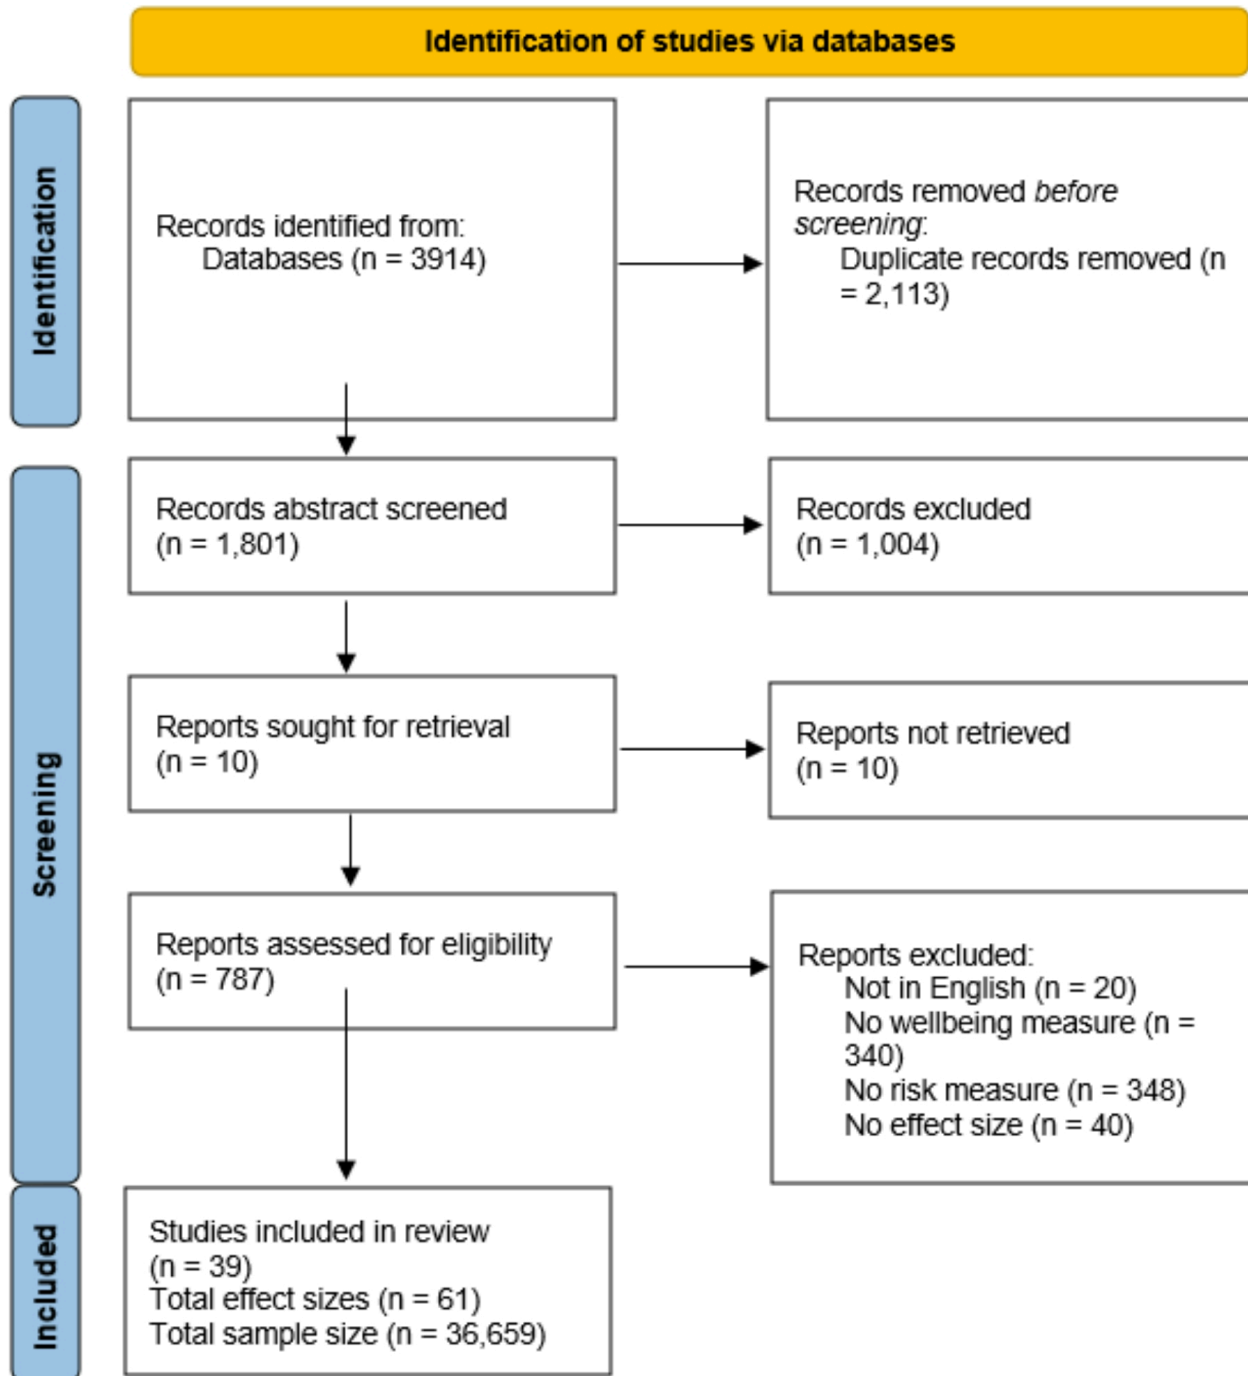 Identification of studies via databases
Identification
Records identified from:
Databases (n = 3914)
Records removed before
screening:
Duplicate records removed (n
= 2,113)
Screening
Records abstract screened
(n = 1,801)
Records excluded
(n = 1,004)
Reports sought for retrieval
(n = 10)
Reports not retrieved
(n = 10)
Reports assessed for eligibility
(n = 787)
Reports excluded:
Not in English (n = 20)
No wellbeing measure (n =
340)
No risk measure (n = 348)
No effect size (n = 40)
Included
Studies included in review
(n = 39)
Total effect sizes (n = 61)
Total sample size (n = 36,659)